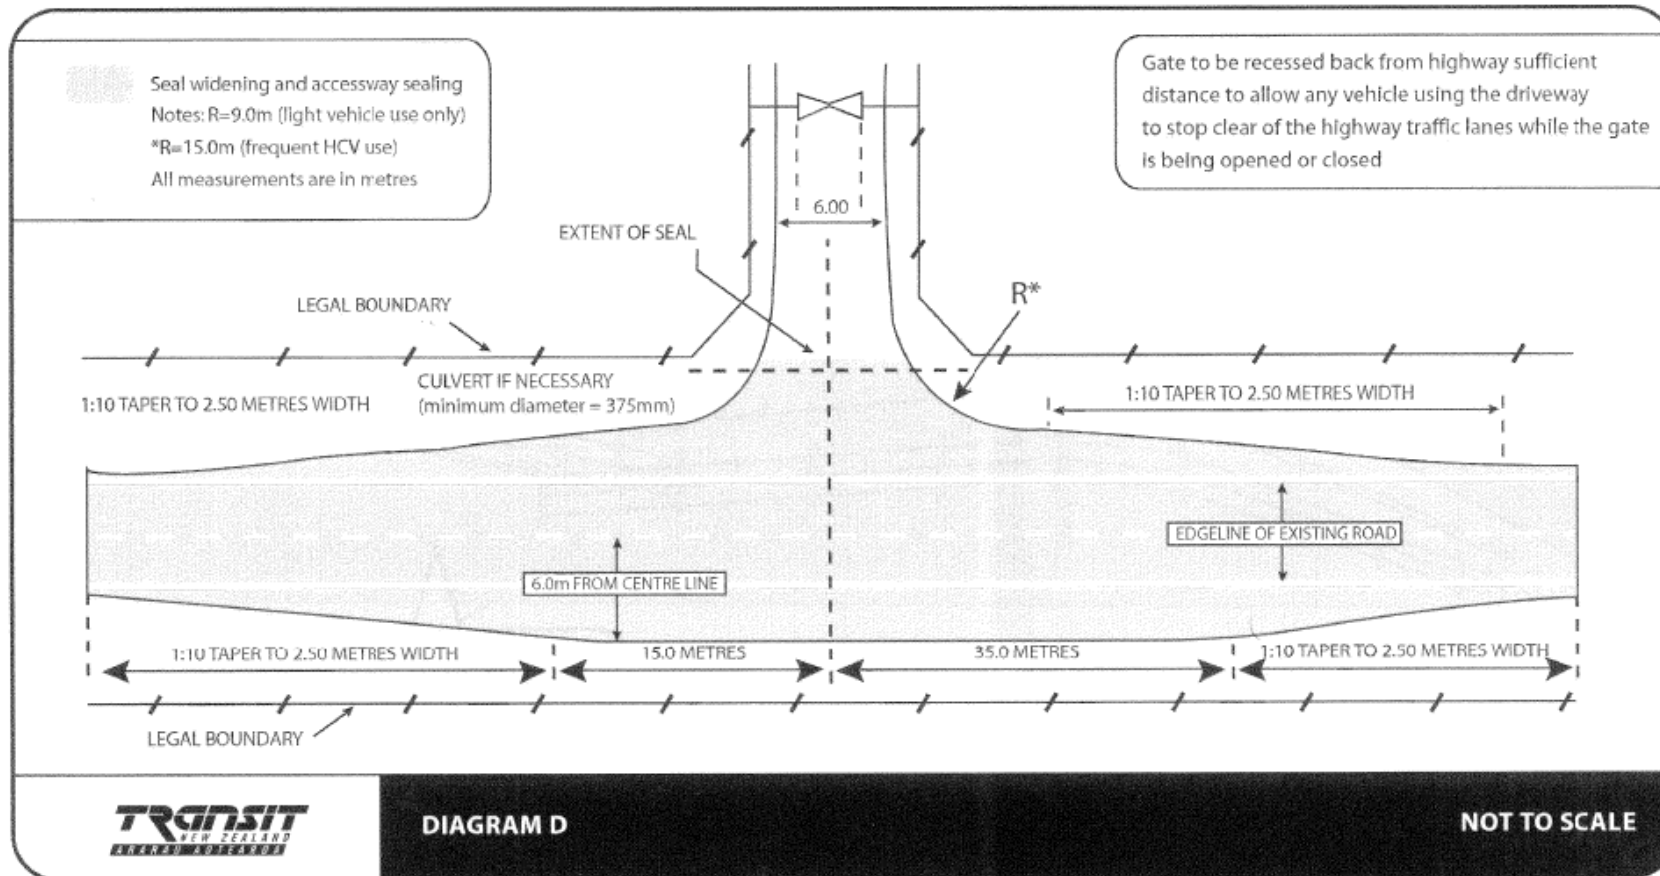 Seal widening and accessway sealing
Notes: R=9.0m (light vehicle use only)
*R=15.0m (frequent HCV use)
All measurements are in metres
Gate to be recessed back from highway sufficient
distance to allow any vehicle using the driveway
to stop clear of the highway traffic lanes while the gate
is being opened or closed
6.00
EXTENT OF SEAL
LEGAL BOUNDARY
R*
CULVERT IF NECESSARY
(minimum diameter = 375mm)
1:10 TAPER TO 2.50 METRES WIDTH
1:10 TAPER TO 2.50 METRES WIDTH
EDGELINE OF EXISTING ROAD
6.0m FROM CENTRE LINE
1:10 TAPER TO 2.50 METRES WIDTH
15.0 METRES
35.0 METRES
1:10 TAPER TO 2.50 METRES WIDTH
LEGAL BOUNDARY
TRANSIT
NEW ZEALAND
ARARAU AOTEAROA
DIAGRAM D
NOT TO SCALE